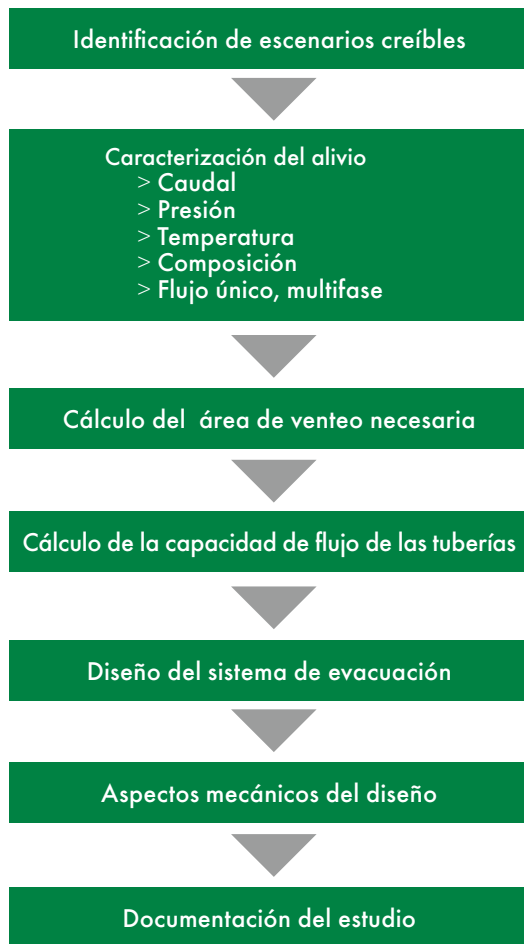 Identificación de escenarios creíbles
Caracterización del alivio
> Caudal
> Presión
> Temperatura
> Composición
> Flujo único, multifase
Cálculo del área de venteo necesaria
Cálculo de la capacidad de flujo de las tuberías
Diseño del sistema de evacuación
Aspectos mecánicos del diseño
Documentación del estudio